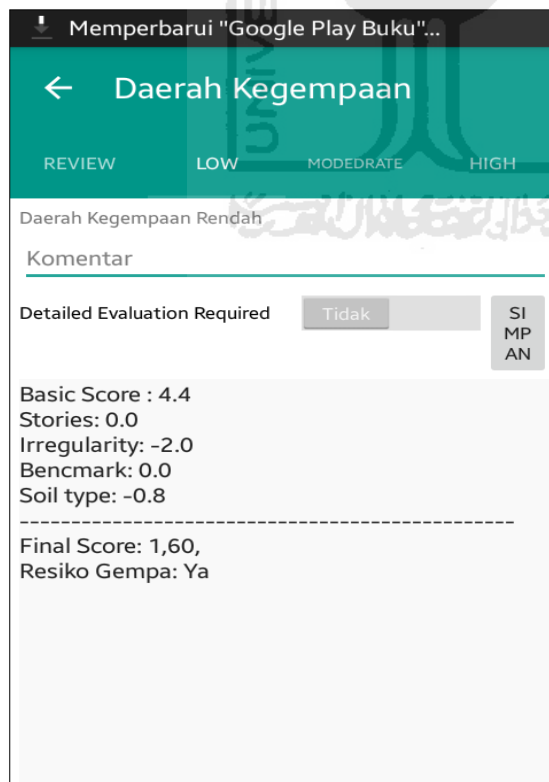 Memperbarui "Google Play Buku"...
Daerah Kegempaan
REVIEW LOW MODEDRATE HIGH
Daerah Kegempaan Rendah
Komentar
Detailed Evaluation Required Tidak SI
MP
AN
Basic Score : 4.4
Stories: 0.0
Irregularity: -2.0
Bencmark: 0.0
Soil type: -0.8
------------------------------------------------
Final Score: 1,60,
Resiko Gempa: Ya